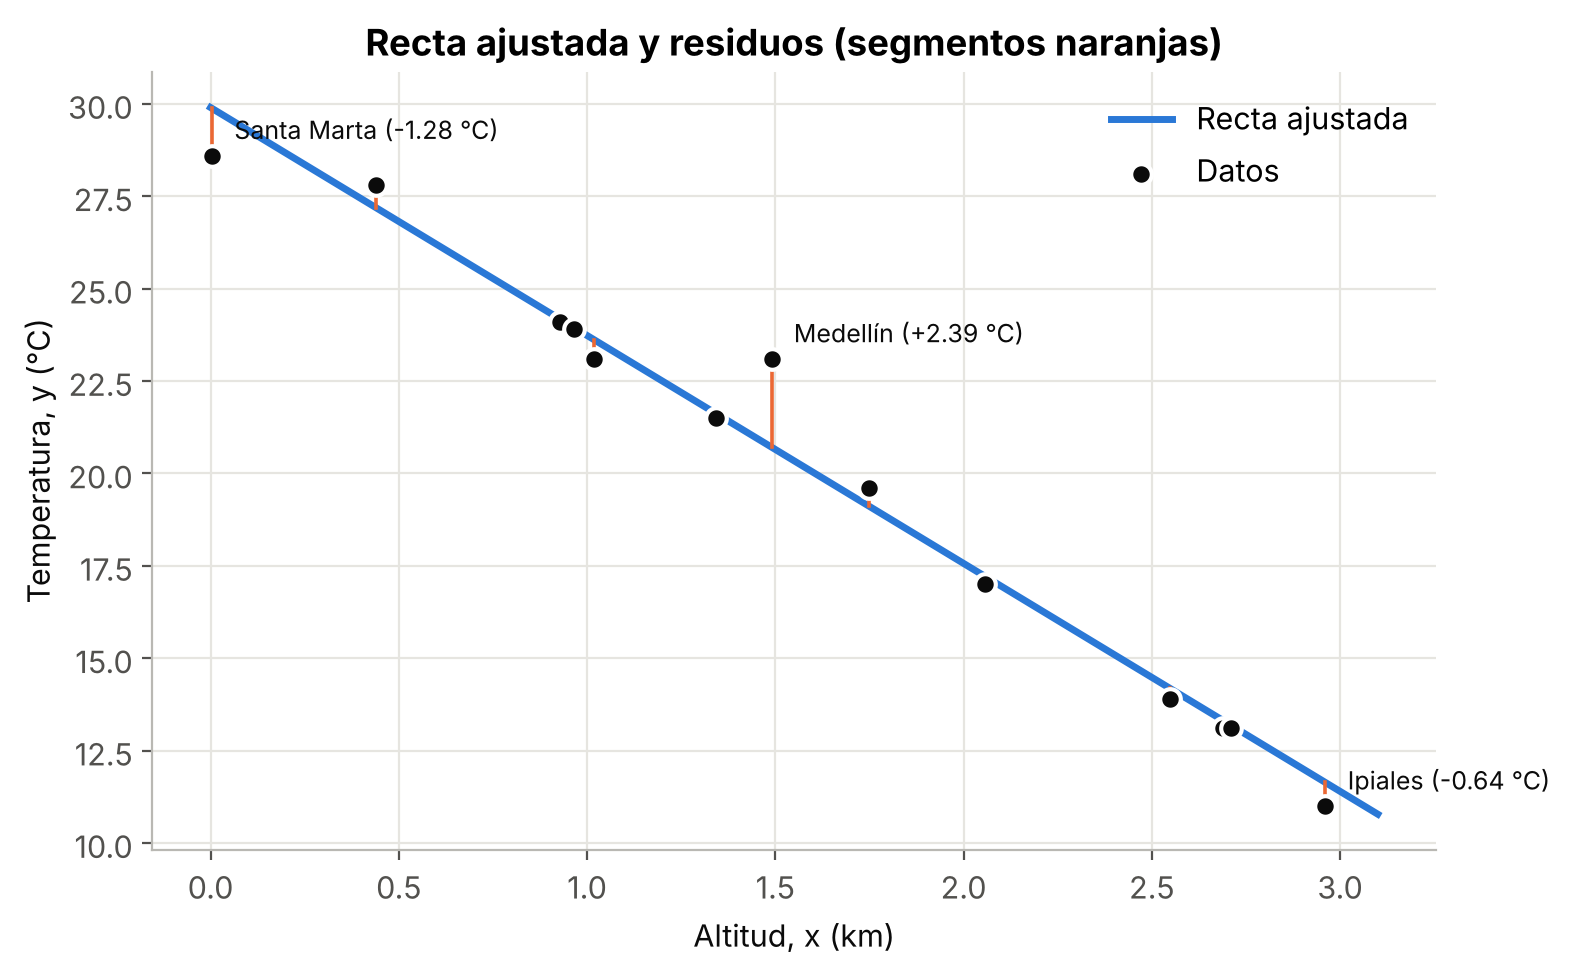 Recta ajustada y residuos (segmentos naranjas)
30.0
27.5
25.0
22.5
20.0
17.5
15.0
12.5
10.0
Temperatura, y (°C)
Santa Marta (-1.28 °C)
Medellín (+2.39 °C)
Ipiales (-0.64 °C)
Recta ajustada
Datos
0.0 0.5 1.0 1.5 2.0 2.5 3.0
Altitud, x (km)